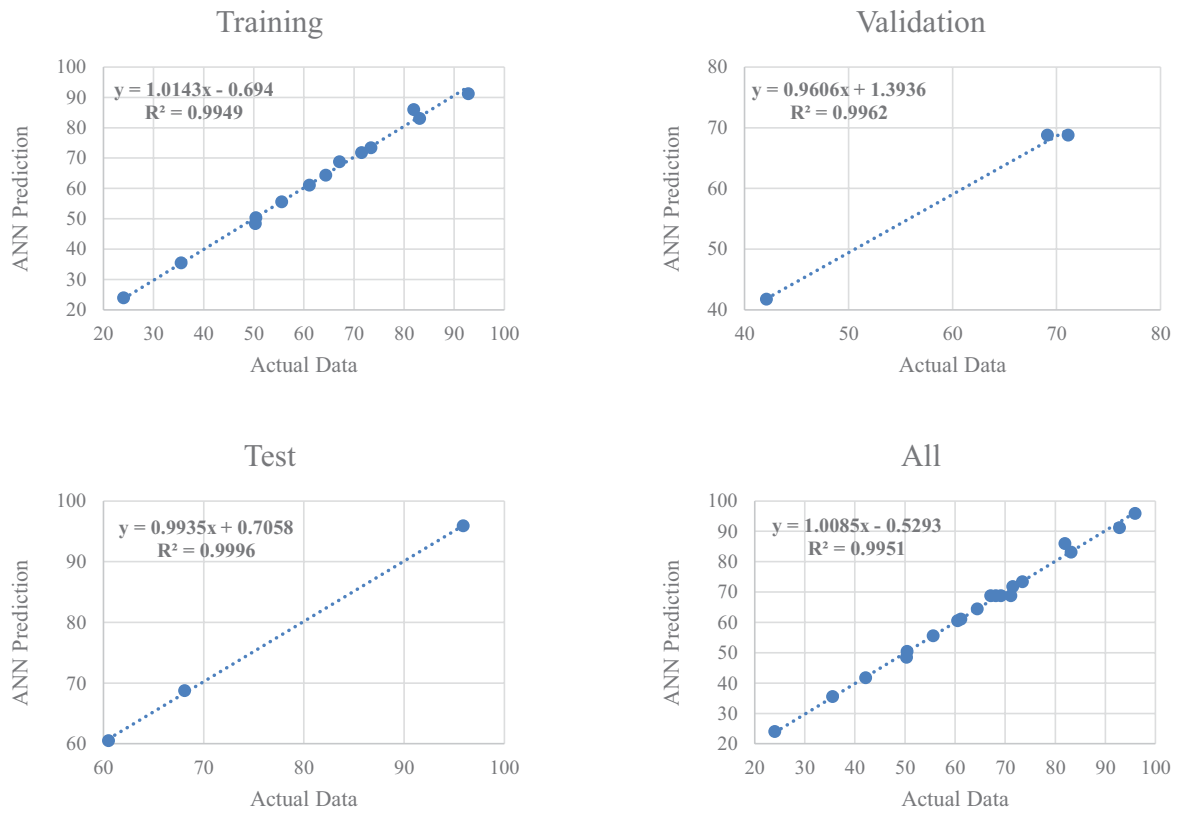 Training
100
90
80
70
60
50
40
30
20
y = 1.0143x - 0.694
R² = 0.9949
20 30 40 50 60 70 80 90 100
Actual Data
ANN Prediction
Validation
80
70
60
50
40
y = 0.9606x + 1.3936
R² = 0.9962
40 50 60 70 80
Actual Data
ANN Prediction
Test
100
90
80
70
60
y = 0.9935x + 0.7058
R² = 0.9996
60 70 80 90 100
Actual Data
ANN Prediction
All
100
90
80
70
60
50
40
30
20
y = 1.0085x - 0.5293
R² = 0.9951
20 30 40 50 60 70 80 90 100
Actual Data
ANN Prediction